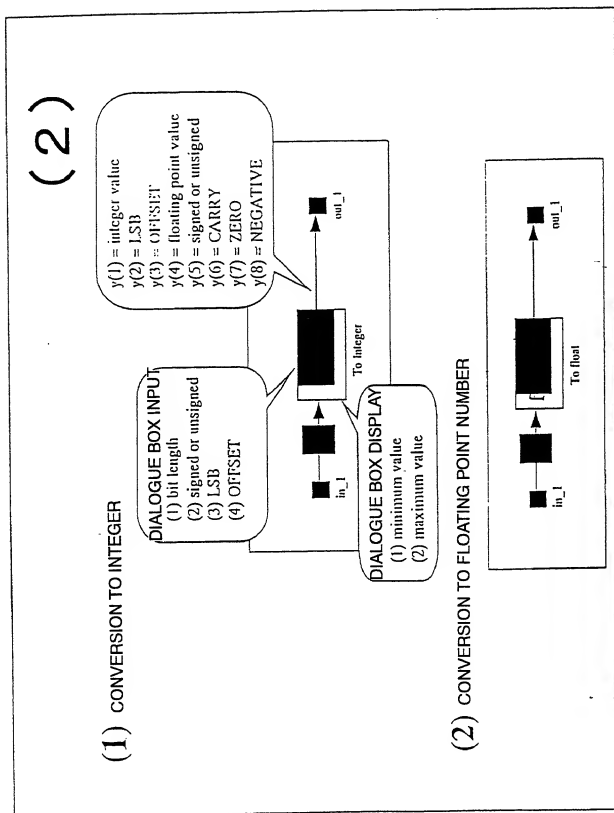 (2)
(1) CONVERSION TO INTEGER
DIALOGUE BOX INPUT
(1) bit length
(2) signed or unsigned
(3) LSB
(4) OFFSET
y(1) = integer value
y(2) = LSB
y(3) = OFFSET
y(4) = floating point value
y(5) = signed or unsigned
y(6) = CARRY
y(7) = ZERO
y(8) = NEGATIVE
in_1
To Integer
out_1
DIALOGUE BOX DISPLAY
(1) minimum value
(2) maximum value
(2) CONVERSION TO FLOATING POINT NUMBER
in_1
To float
out_1